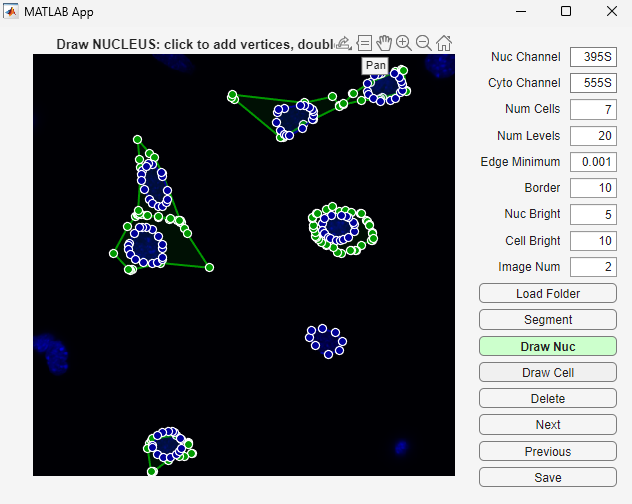 MATLAB App
Draw NUCLEUS: click to add vertices, doubl
Pan
Nuc Channel 395S
Cyto Channel 555S
Num Cells 7
Num Levels 20
Edge Minimum 0.001
Border 10
Nuc Bright 5
Cell Bright 10
Image Num 2
Load Folder
Segment
Draw Nuc
Draw Cell
Delete
Next
Previous
Save